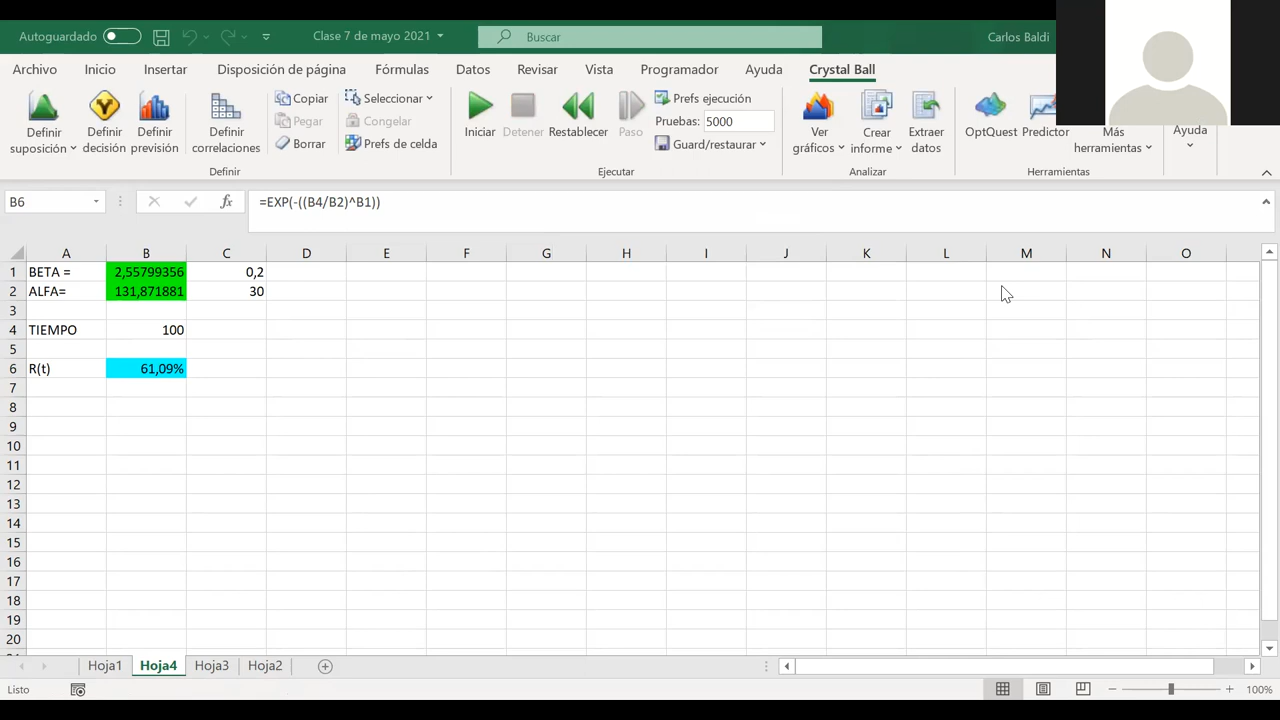 Autoguardado
Clase 7 de mayo 2021
Buscar
Carlos Baldi
Archivo Inicio Insertar Disposición de página Fórmulas Datos Revisar Vista Programador Ayuda Crystal Ball
Definir suposición
Definir decisión
Definir previsión
Definir correlaciones
Copiar
Pegar
Borrar
Seleccionar
Congelar
Prefs de celda
Definir
Iniciar
Detener
Restablecer
Paso
Prefs ejecución
Pruebas: 5000
Guard/restaurar
Ejecutar
Ver gráficos
Crear informe
Extraer datos
Analizar
OptQuest
Predictor
Más herramientas
Herramientas
Ayuda
B6
fx
=EXP(-((B4/B2)^B1))
A B C D E F G H I J K L M N O
1 BETA = 2,55799356 0,2
2 ALFA= 131,871881 30
3
4 TIEMPO 100
5
6 R(t) 61,09%
7
8
9
10
11
12
13
14
15
16
17
18
19
20
Hoja1 Hoja4 Hoja3 Hoja2
Listo
100%